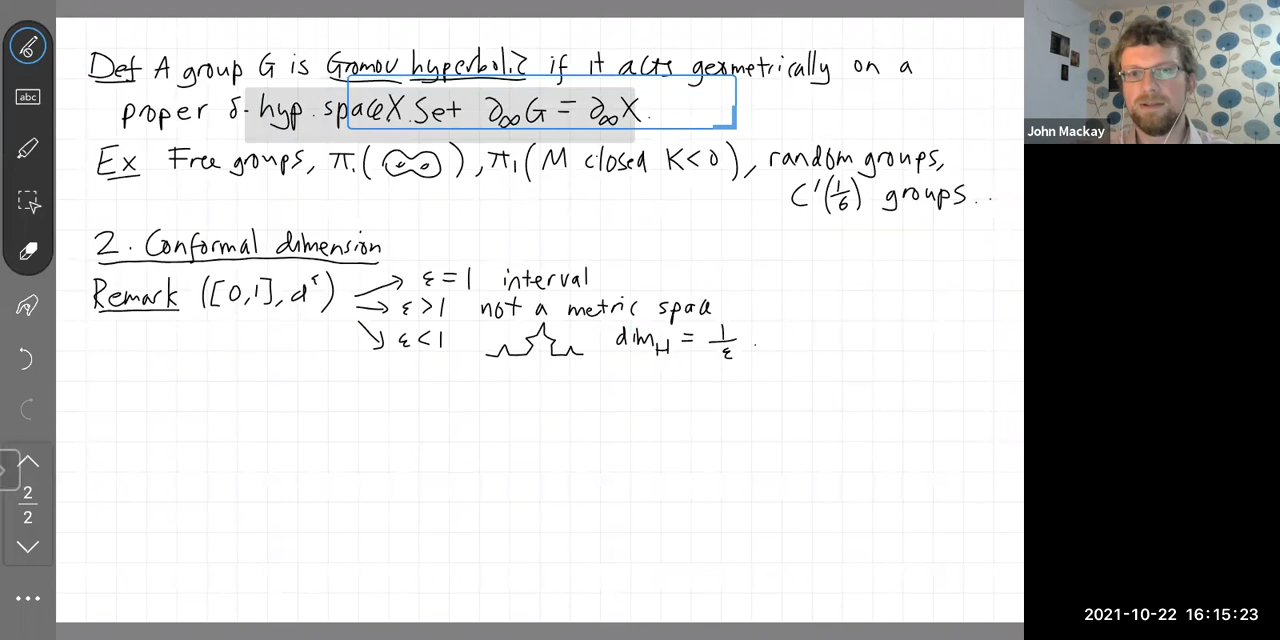 Def A group G is Gromov hyperbolic if it acts geometrically on a
proper δ-hyp. space X. Set ∂∞G = ∂∞X.
Ex Free groups, π₁( ), π₁(M closed K<0), random groups,
C'(1/6) groups...
2. Conformal dimension
Remark ([0,1], d^ε) → ε=1 interval
→ ε>1 not a metric space
↘ ε<1 dim_H = 1/ε.
abc
2
2
John Mackay
2021-10-22 16:15:23